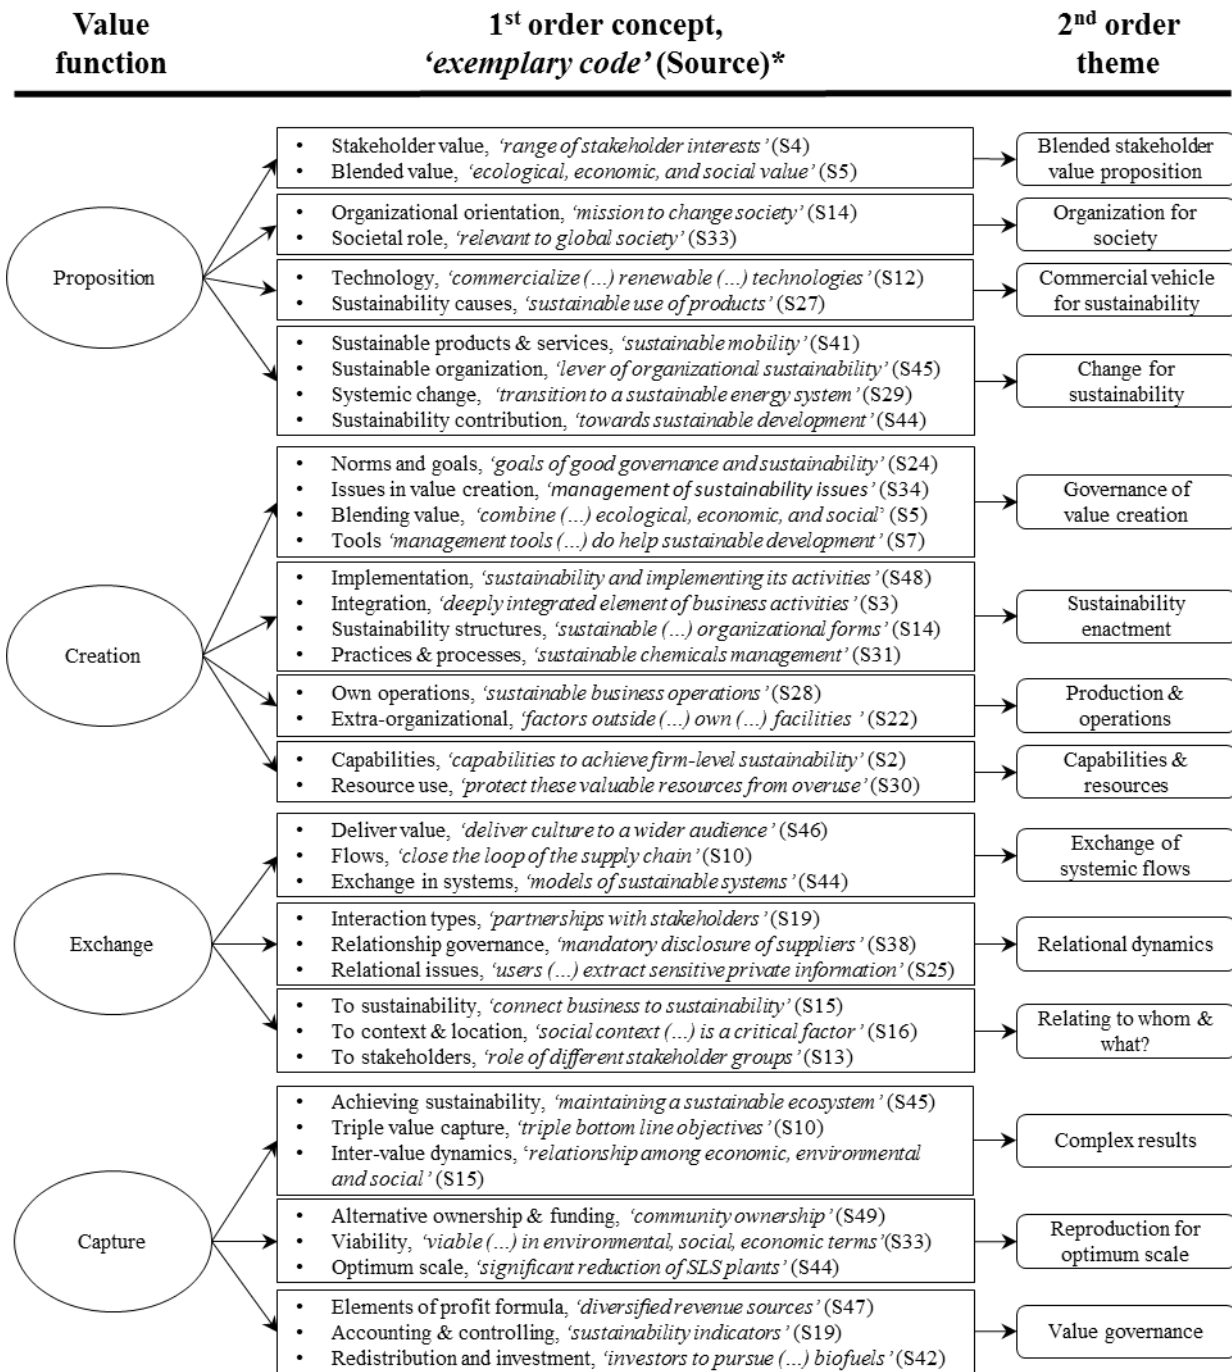 Value function
1st order concept, 'exemplary code' (Source)*
2nd order theme
Proposition
• Stakeholder value, 'range of stakeholder interests' (S4)
• Blended value, 'ecological, economic, and social value' (S5)
Blended stakeholder value proposition
• Organizational orientation, 'mission to change society' (S14)
• Societal role, 'relevant to global society' (S33)
Organization for society
• Technology, 'commercialize (...) renewable (...) technologies' (S12)
• Sustainability causes, 'sustainable use of products' (S27)
Commercial vehicle for sustainability
• Sustainable products & services, 'sustainable mobility' (S41)
• Sustainable organization, 'lever of organizational sustainability' (S45)
• Systemic change, 'transition to a sustainable energy system' (S29)
• Sustainability contribution, 'towards sustainable development' (S44)
Change for sustainability
Creation
• Norms and goals, 'goals of good governance and sustainability' (S24)
• Issues in value creation, 'management of sustainability issues' (S34)
• Blending value, 'combine (...) ecological, economic, and social' (S5)
• Tools 'management tools (...) do help sustainable development' (S7)
Governance of value creation
• Implementation, 'sustainability and implementing its activities' (S48)
• Integration, 'deeply integrated element of business activities' (S3)
• Sustainability structures, 'sustainable (...) organizational forms' (S14)
• Practices & processes, 'sustainable chemicals management' (S31)
Sustainability enactment
• Own operations, 'sustainable business operations' (S28)
• Extra-organizational, 'factors outside (...) own (...) facilities ' (S22)
Production & operations
• Capabilities, 'capabilities to achieve firm-level sustainability' (S2)
• Resource use, 'protect these valuable resources from overuse' (S30)
Capabilities & resources
Exchange
• Deliver value, 'deliver culture to a wider audience' (S46)
• Flows, 'close the loop of the supply chain' (S10)
• Exchange in systems, 'models of sustainable systems' (S44)
Exchange of systemic flows
• Interaction types, 'partnerships with stakeholders' (S19)
• Relationship governance, 'mandatory disclosure of suppliers' (S38)
• Relational issues, 'users (...) extract sensitive private information' (S25)
Relational dynamics
• To sustainability, 'connect business to sustainability' (S15)
• To context & location, 'social context (...) is a critical factor' (S16)
• To stakeholders, 'role of different stakeholder groups' (S13)
Relating to whom & what?
Capture
• Achieving sustainability, 'maintaining a sustainable ecosystem' (S45)
• Triple value capture, 'triple bottom line objectives' (S10)
• Inter-value dynamics, 'relationship among economic, environmental
and social' (S15)
Complex results
• Alternative ownership & funding, 'community ownership' (S49)
• Viability, 'viable (...) in environmental, social, economic terms'(S33)
• Optimum scale, 'significant reduction of SLS plants' (S44)
Reproduction for optimum scale
• Elements of profit formula, 'diversified revenue sources' (S47)
• Accounting & controlling, 'sustainability indicators' (S19)
• Redistribution and investment, 'investors to pursue (...) biofuels' (S42)
Value governance